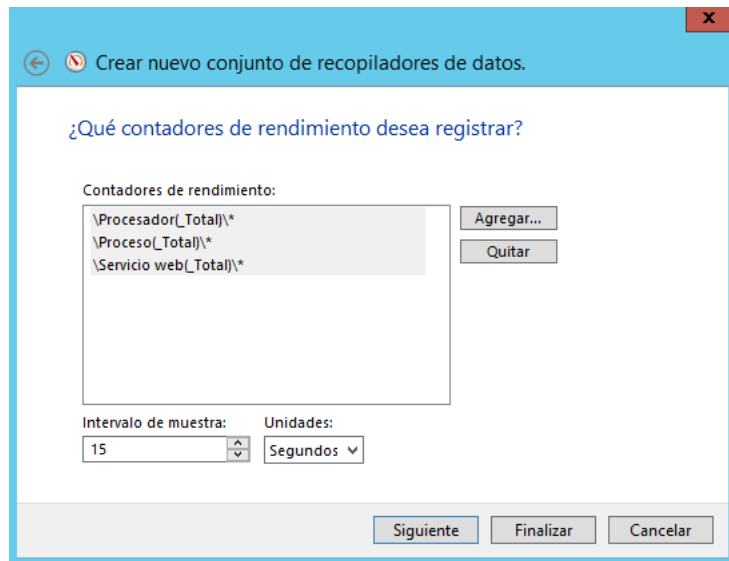 x
Crear nuevo conjunto de recopiladores de datos.
¿Qué contadores de rendimiento desea registrar?
Contadores de rendimiento:
\Procesador(_Total)\*
\Proceso(_Total)\*
\Servicio web(_Total)\*
Agregar...
Quitar
Intervalo de muestra: Unidades:
15 Segundos
Siguiente Finalizar Cancelar